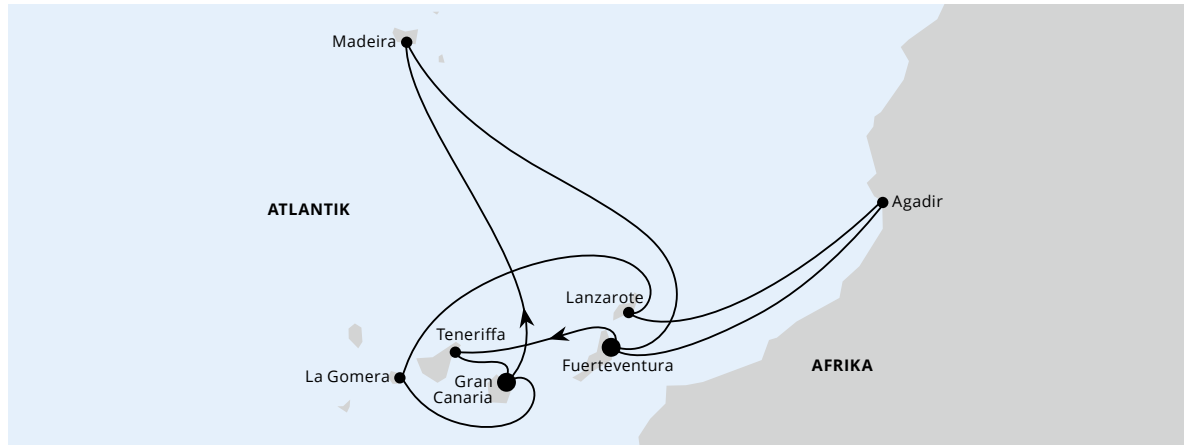 Madeira
Agadir
ATLANTIK
Lanzarote
Teneriffa
Fuerteventura
AFRIKA
La Gomera
Gran
Canaria